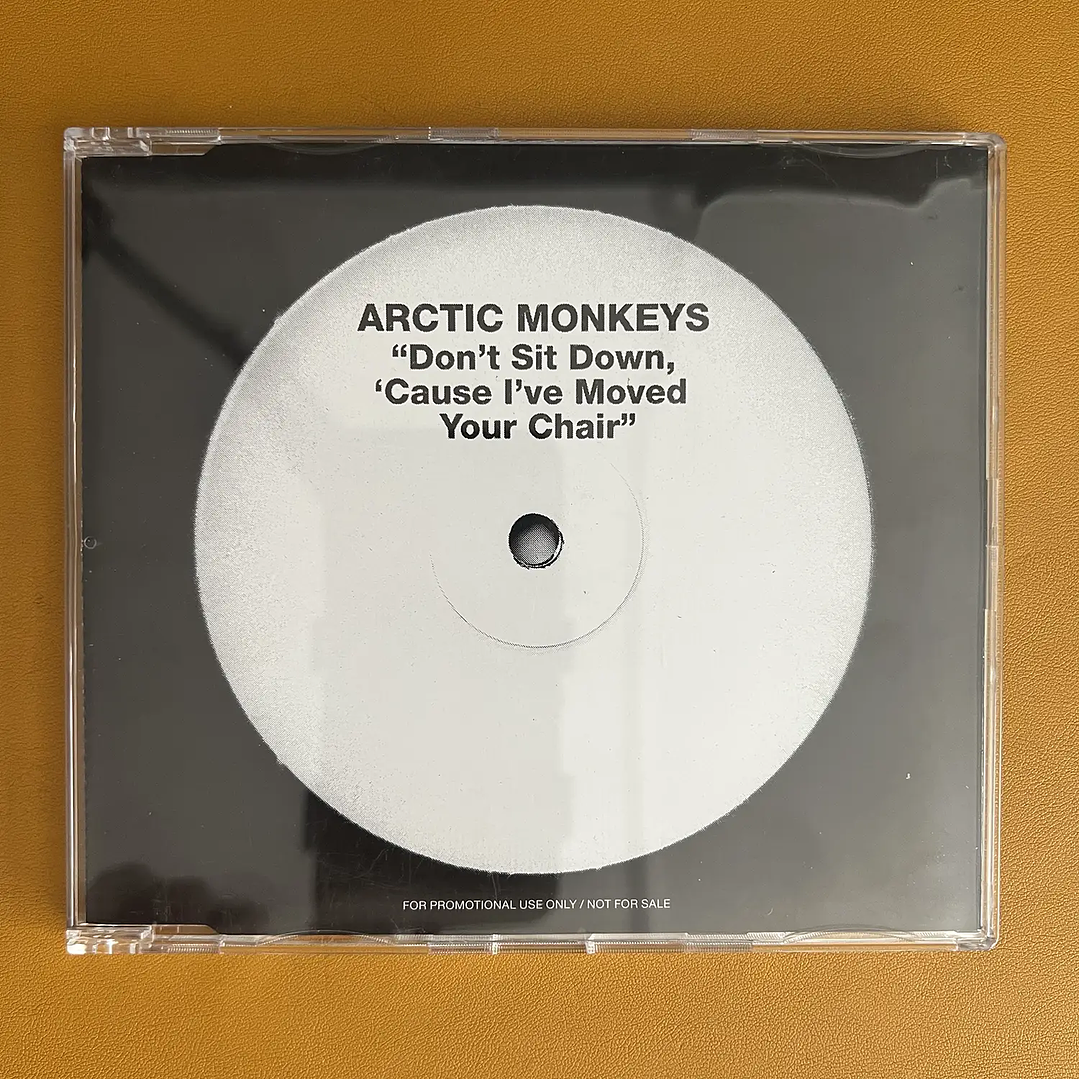 ARCTIC MONKEYS
“Don’t Sit Down,
‘Cause I’ve Moved
Your Chair”
FOR PROMOTIONAL USE ONLY / NOT FOR SALE